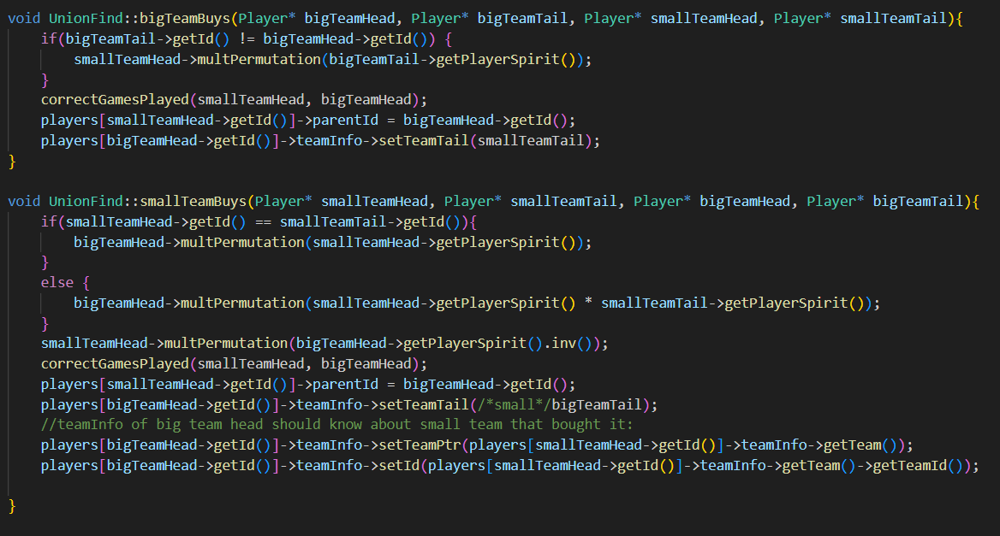 void UnionFind::bigTeamBuys(Player* bigTeamHead, Player* bigTeamTail, Player* smallTeamHead, Player* smallTeamTail){
    if(bigTeamTail->getId() != bigTeamHead->getId()) {
        smallTeamHead->multPermutation(bigTeamTail->getPlayerSpirit());
    }
    correctGamesPlayed(smallTeamHead, bigTeamHead);
    players[smallTeamHead->getId()]->parentId = bigTeamHead->getId();
    players[bigTeamHead->getId()]->teamInfo->setTeamTail(smallTeamTail);
}

void UnionFind::smallTeamBuys(Player* smallTeamHead, Player* smallTeamTail, Player* bigTeamHead, Player* bigTeamTail){
    if(smallTeamHead->getId() == smallTeamTail->getId()){
        bigTeamHead->multPermutation(smallTeamHead->getPlayerSpirit());
    }
    else {
        bigTeamHead->multPermutation(smallTeamHead->getPlayerSpirit() * smallTeamTail->getPlayerSpirit());
    }
    smallTeamHead->multPermutation(bigTeamHead->getPlayerSpirit().inv());
    correctGamesPlayed(smallTeamHead, bigTeamHead);
    players[smallTeamHead->getId()]->parentId = bigTeamHead->getId();
    players[bigTeamHead->getId()]->teamInfo->setTeamTail(/*small*/bigTeamTail);
    //teamInfo of big team head should know about small team that bought it:
    players[bigTeamHead->getId()]->teamInfo->setTeamPtr(players[smallTeamHead->getId()]->teamInfo->getTeam());
    players[bigTeamHead->getId()]->teamInfo->setId(players[smallTeamHead->getId()]->teamInfo->getTeam()->getTeamId());

}